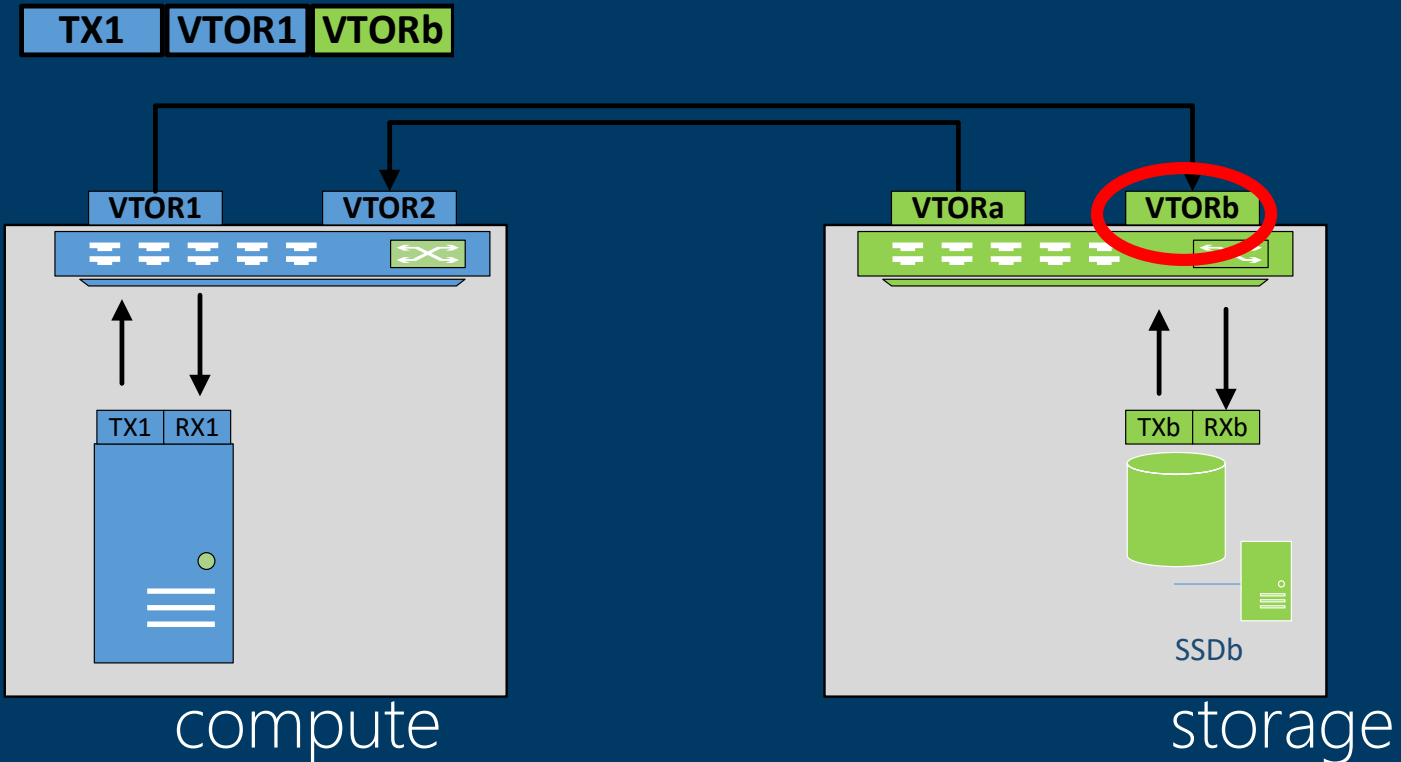 TX1 VTOR1 VTORb
VTOR1 VTOR2 VTORa VTORb
TX1 RX1 TXb RXb
SSDb
compute storage